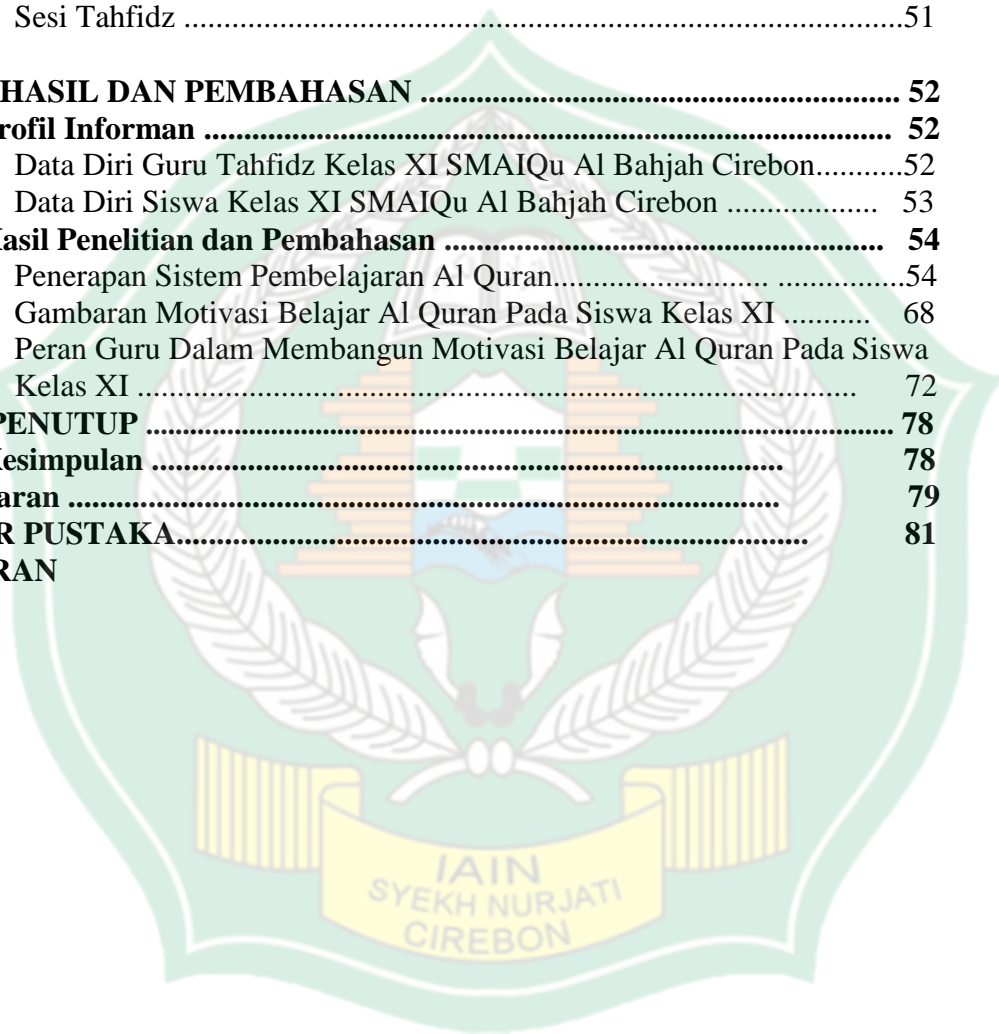 Sesi Tahfidz ..........................................................................................51
HASIL DAN PEMBAHASAN ........................................................... 52
rofil Informan ..................................................................................... 52
Data Diri Guru Tahfidz Kelas XI SMAIQu Al Bahjah Cirebon...........52
Data Diri Siswa Kelas XI SMAIQu Al Bahjah Cirebon ................... 53
Hasil Penelitian dan Pembahasan ...................................................... 54
Penerapan Sistem Pembelajaran Al Quran........................... ................54
Gambaran Motivasi Belajar Al Quran Pada Siswa Kelas XI ........... 68
Peran Guru Dalam Membangun Motivasi Belajar Al Quran Pada Siswa
Kelas XI .......................................................................................... 72
PENUTUP ............................................................................................ 78
Kesimpulan .............................................................................. 78
aran ........................................................................................ 79
R PUSTAKA.............................................................................. 81
RAN
IAIN
SYEKH NURJATI
CIREBON